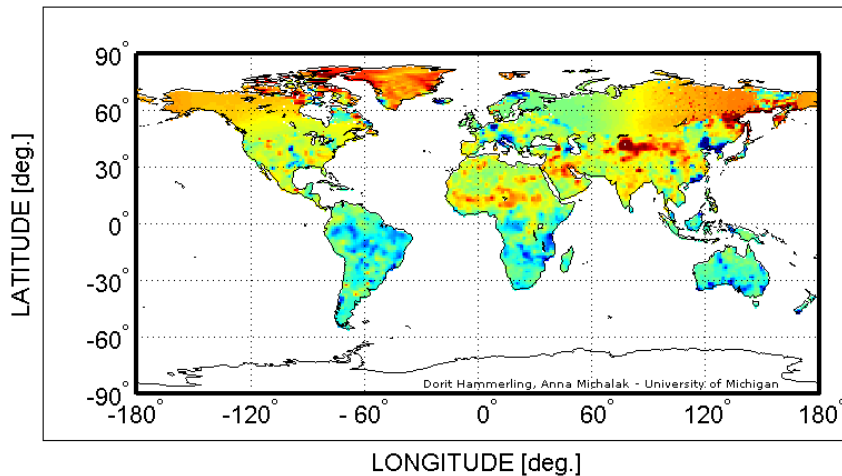 90°
60°
30°
0°
-30°
-60°
-90°
LATITUDE [deg.]
Dorit Hammerling, Anna Michalak - University of Michigan
-180° -120° - 60° 0° 60° 120° 180°
LONGITUDE [deg.]